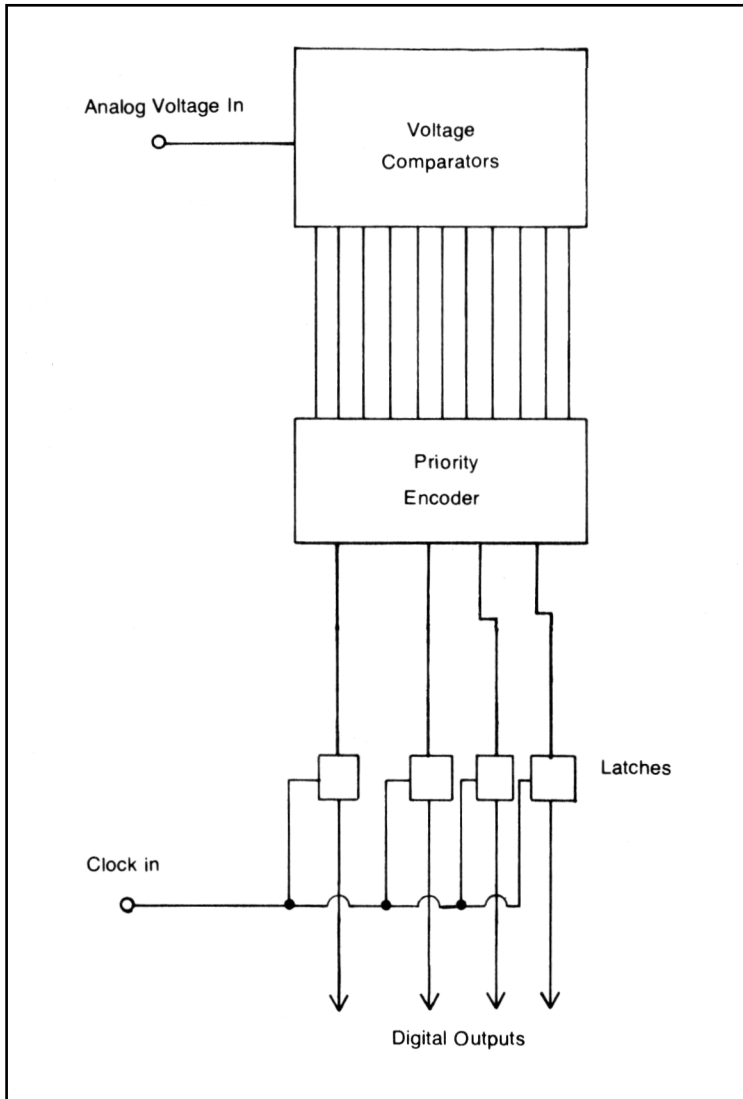 Analog Voltage In
Voltage
Comparators
Priority
Encoder
Latches
Clock in
Digital Outputs